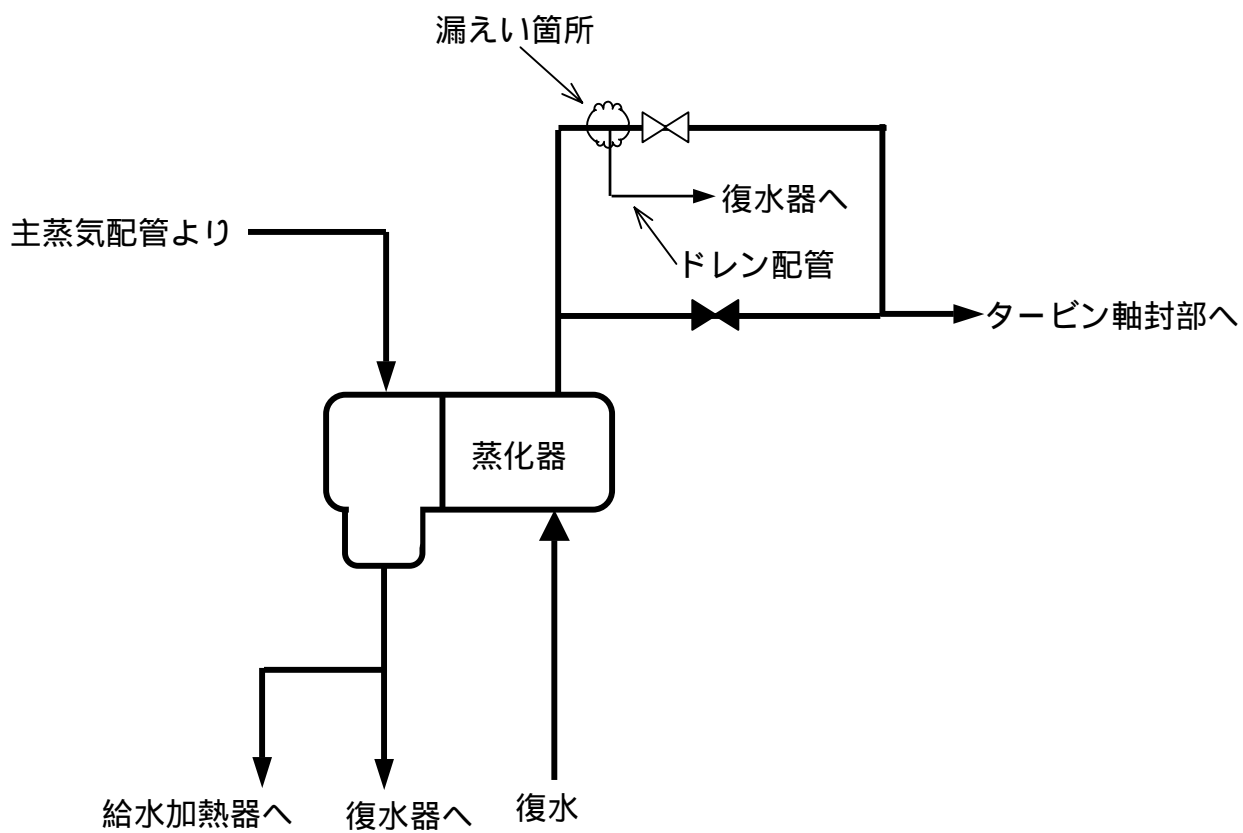 漏えい箇所
復水器へ
主蒸気配管より
ドレン配管
タービン軸封部へ
蒸化器
給水加熱器へ
復水器へ
復水